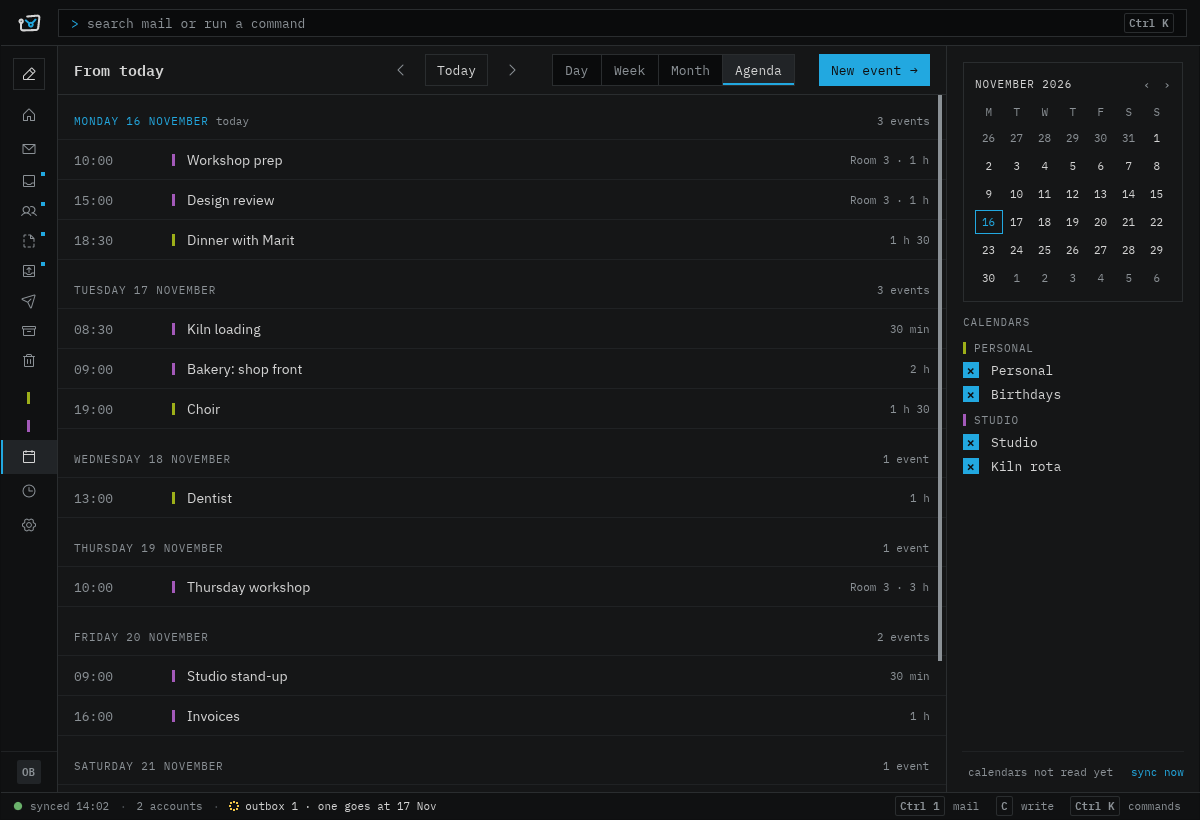 > search mail or run a command Ctrl K
From today Today Day Week Month Agenda New event →
MONDAY 16 NOVEMBER today 3 events
10:00 Workshop prep Room 3 · 1 h
15:00 Design review Room 3 · 1 h
18:30 Dinner with Marit 1 h 30
TUESDAY 17 NOVEMBER 3 events
08:30 Kiln loading 30 min
09:00 Bakery: shop front 2 h
19:00 Choir 1 h 30
WEDNESDAY 18 NOVEMBER 1 event
13:00 Dentist 1 h
THURSDAY 19 NOVEMBER 1 event
10:00 Thursday workshop Room 3 · 3 h
FRIDAY 20 NOVEMBER 2 events
09:00 Studio stand-up 30 min
16:00 Invoices 1 h
SATURDAY 21 NOVEMBER 1 event
NOVEMBER 2026 ‹ ›
M T W T F S S
26 27 28 29 30 31 1
2 3 4 5 6 7 8
9 10 11 12 13 14 15
16 17 18 19 20 21 22
23 24 25 26 27 28 29
30 1 2 3 4 5 6
CALENDARS
PERSONAL
× Personal
× Birthdays
STUDIO
× Studio
× Kiln rota
calendars not read yet sync now
OB
synced 14:02 · 2 accounts · outbox 1 · one goes at 17 Nov Ctrl 1 mail C write Ctrl K commands